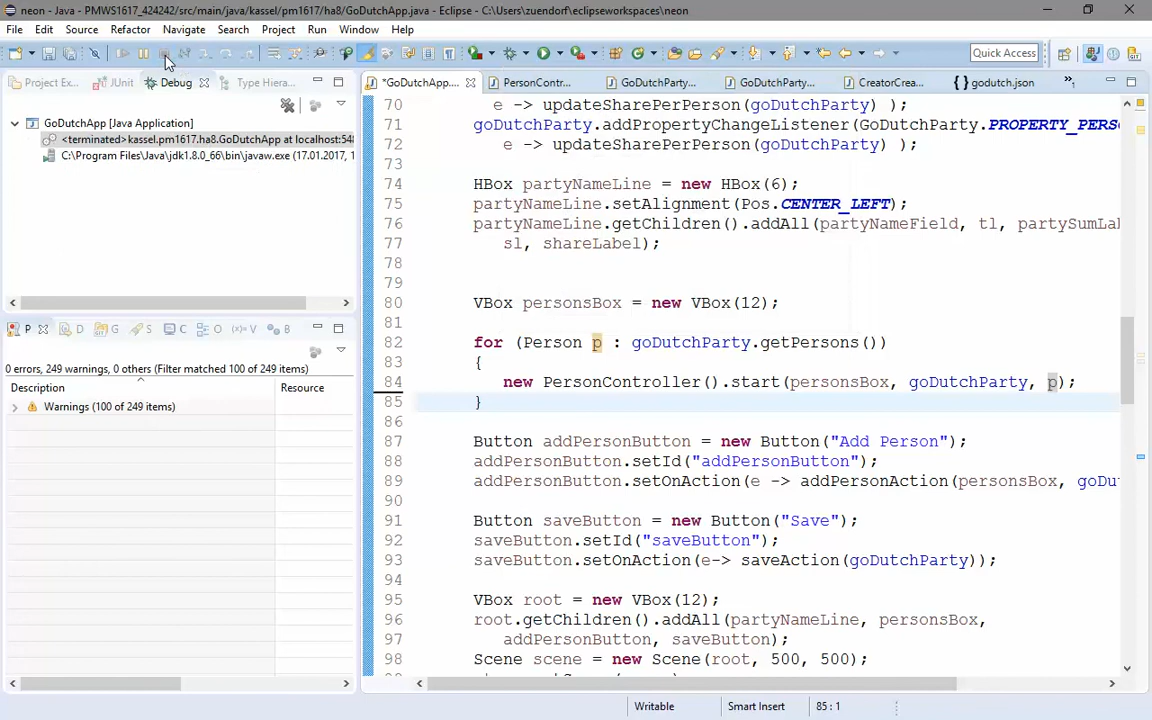 neon - Java - PMWS1617_424242/src/main/java/kassel/pm1617/ha8/GoDutchApp.java - Eclipse - C:\Users\zuendorf\eclipseworkspaces\neon
File Edit Source Refactor Navigate Search Project Run Window Help
Quick Access
Project Ex... JUnit Debug Type Hiera...
*GoDutchApp.... PersonContr... GoDutchParty... GoDutchParty... CreatorCrea... godutch.json
GoDutchApp [Java Application]
<terminated>kassel.pm1617.ha8.GoDutchApp at localhost:548
C:\Program Files\Java\jdk1.8.0_66\bin\javaw.exe (17.01.2017, 1
P D G S C O (x)= V B
0 errors, 249 warnings, 0 others (Filter matched 100 of 249 items)
Description Resource
Warnings (100 of 249 items)
70 e -> updateSharePerPerson(goDutchParty) );
71 goDutchParty.addPropertyChangeListener(GoDutchParty.PROPERTY_PERS
72 e -> updateSharePerPerson(goDutchParty) );
73
74 HBox partyNameLine = new HBox(6);
75 partyNameLine.setAlignment(Pos.CENTER_LEFT);
76 partyNameLine.getChildren().addAll(partyNameField, tl, partySumLa
77 sl, shareLabel);
78
79
80 VBox personsBox = new VBox(12);
81
82 for (Person p : goDutchParty.getPersons())
83 {
84 new PersonController().start(personsBox, goDutchParty, p);
85 }
86
87 Button addPersonButton = new Button("Add Person");
88 addPersonButton.setId("addPersonButton");
89 addPersonButton.setOnAction(e -> addPersonAction(personsBox, goDu
90
91 Button saveButton = new Button("Save");
92 saveButton.setId("saveButton");
93 saveButton.setOnAction(e-> saveAction(goDutchParty));
94
95 VBox root = new VBox(12);
96 root.getChildren().addAll(partyNameLine, personsBox,
97 addPersonButton, saveButton);
98 Scene scene = new Scene(root, 500, 500);
Writable Smart Insert 85 : 1